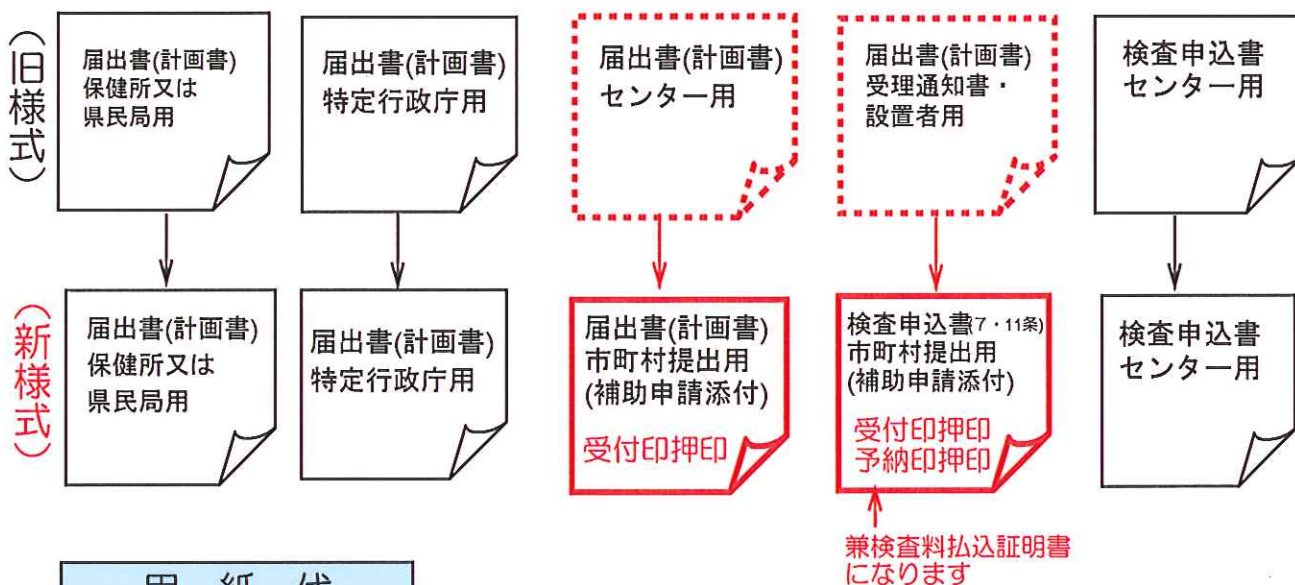 (旧様式)
届出書(計画書)
保健所又は
県民局用
届出書(計画書)
特定行政庁用
届出書(計画書)
センター用
届出書(計画書)
受理通知書・
設置者用
検査申込書
センター用
(新様式)
届出書(計画書)
保健所又は
県民局用
届出書(計画書)
特定行政庁用
届出書(計画書)
市町村提出用
(補助申請添付)
受付印押印
検査申込書(7・11条)
市町村提出用
(補助申請添付)
受付印押印
予納印押印
検査申込書
センター用
兼検査料払込証明書
になります
用紙代